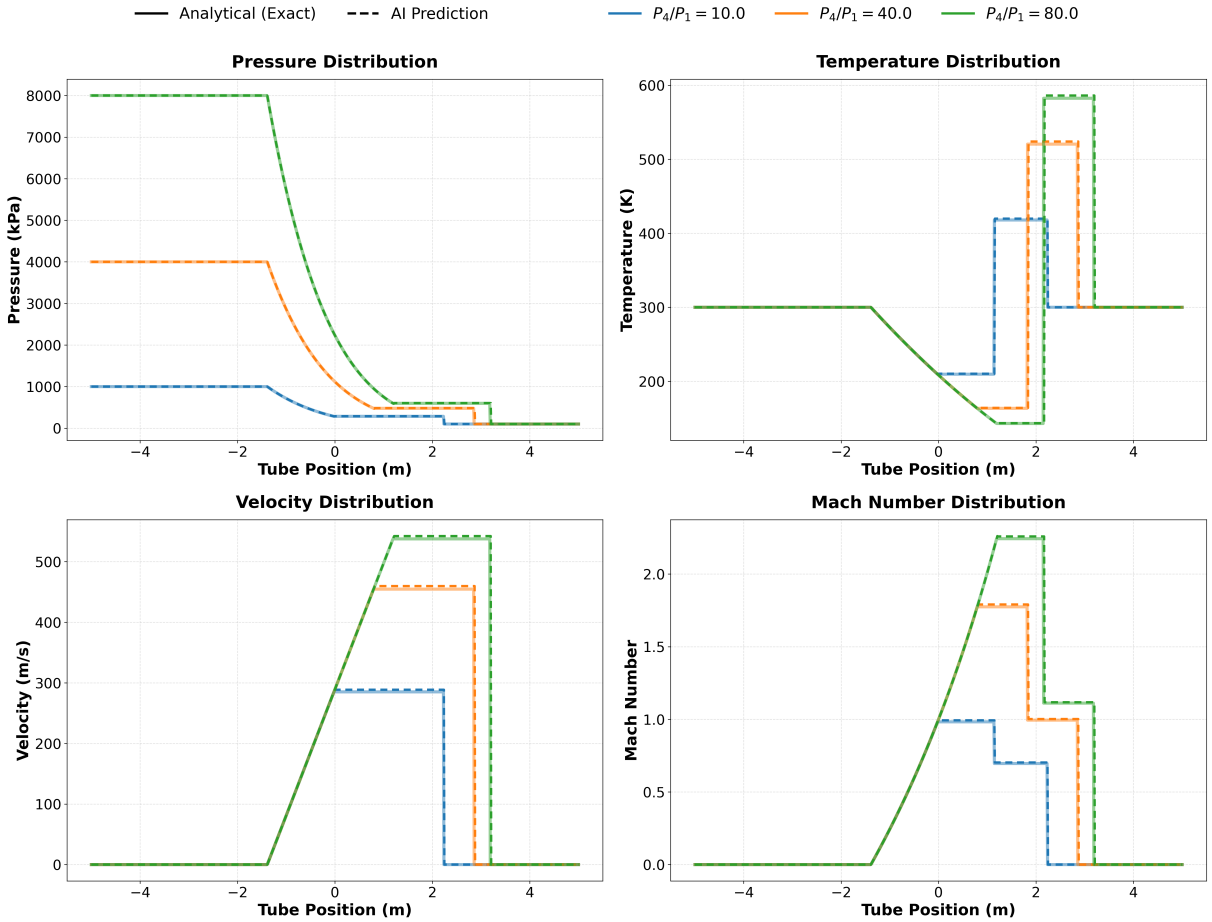 Analytical (Exact) AI Prediction P₄/P₁ = 10.0 P₄/P₁ = 40.0 P₄/P₁ = 80.0
Pressure Distribution
Pressure (kPa)
8000
7000
6000
5000
4000
3000
2000
1000
0
−4 −2 0 2 4
Tube Position (m)
Temperature Distribution
Temperature (K)
600
500
400
300
200
−4 −2 0 2 4
Tube Position (m)
Velocity Distribution
Velocity (m/s)
500
400
300
200
100
0
−4 −2 0 2 4
Tube Position (m)
Mach Number Distribution
Mach Number
2.0
1.5
1.0
0.5
0.0
−4 −2 0 2 4
Tube Position (m)